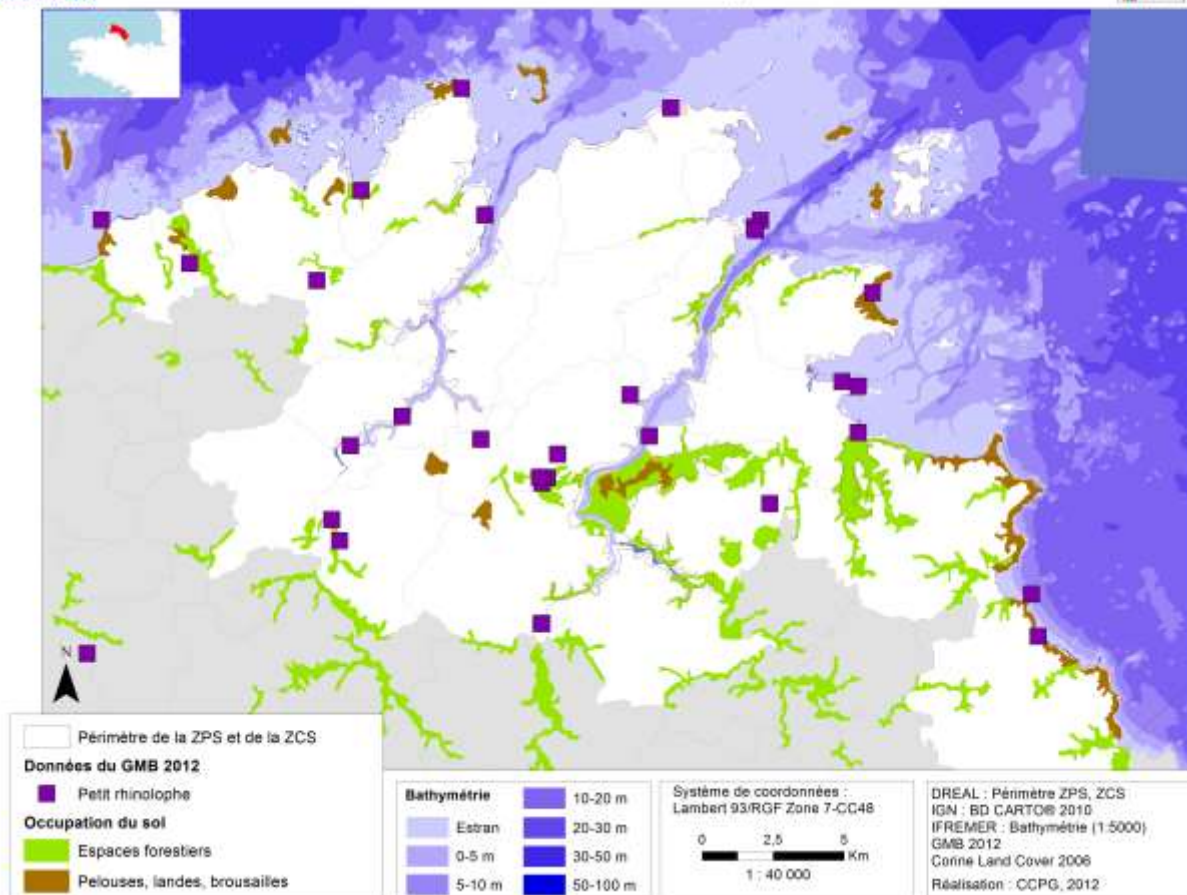 N
Périmètre de la ZPS et de la ZCS
Données du GMB 2012
Petit rhinolophe
Occupation du sol
Espaces forestiers
Pelouses, landes, brousailles
Bathymétrie
Estran
0-5 m
5-10 m
10-20 m
20-30 m
30-50 m
50-100 m
Système de coordonnées :
Lambert 93/RGF Zone 7-CC48
0 2,5 5
Km
1 : 40 000
DREAL : Périmètre ZPS, ZCS
IGN : BD CARTO® 2010
IFREMER : Bathymétrie (1:5000)
GMB 2012
Corine Land Cover 2006
Réalisation : CCPG, 2012